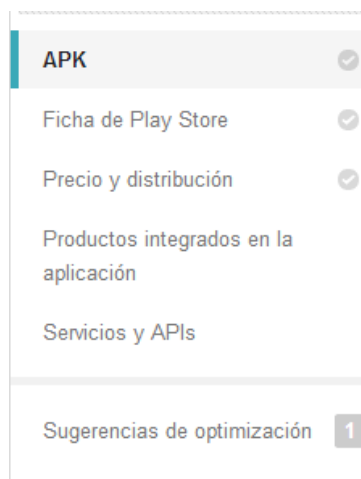 APK
Ficha de Play Store
Precio y distribución
Productos integrados en la
aplicación
Servicios y APIs
Sugerencias de optimización 1